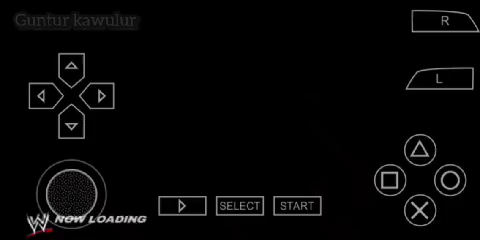 Guntur kawulur
R
L
SELECT
START
W
NOW LOADING